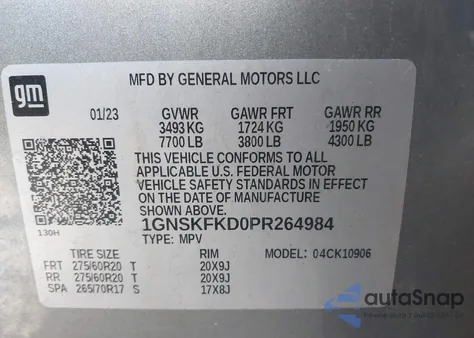 gm
MFD BY GENERAL MOTORS LLC
01/23 GVWR GAWR FRT GAWR RR
3493 KG 1724 KG 1950 KG
7700 LB 3800 LB 4300 LB
THIS VEHICLE CONFORMS TO ALL
APPLICABLE U.S. FEDERAL MOTOR
VEHICLE SAFETY STANDARDS IN EFFECT
ON THE DATE OF MANUFACTURE
SHOWN ABOVE.
1GNSKFKD0PR264984
130H TYPE: MPV MODEL: 04CK10906
TIRE SIZE RIM
FRT 275/60R20 T 20X9J
RR 275/60R20 T 20X9J
SPA 265/70R17 S 17X8J
autoSnap